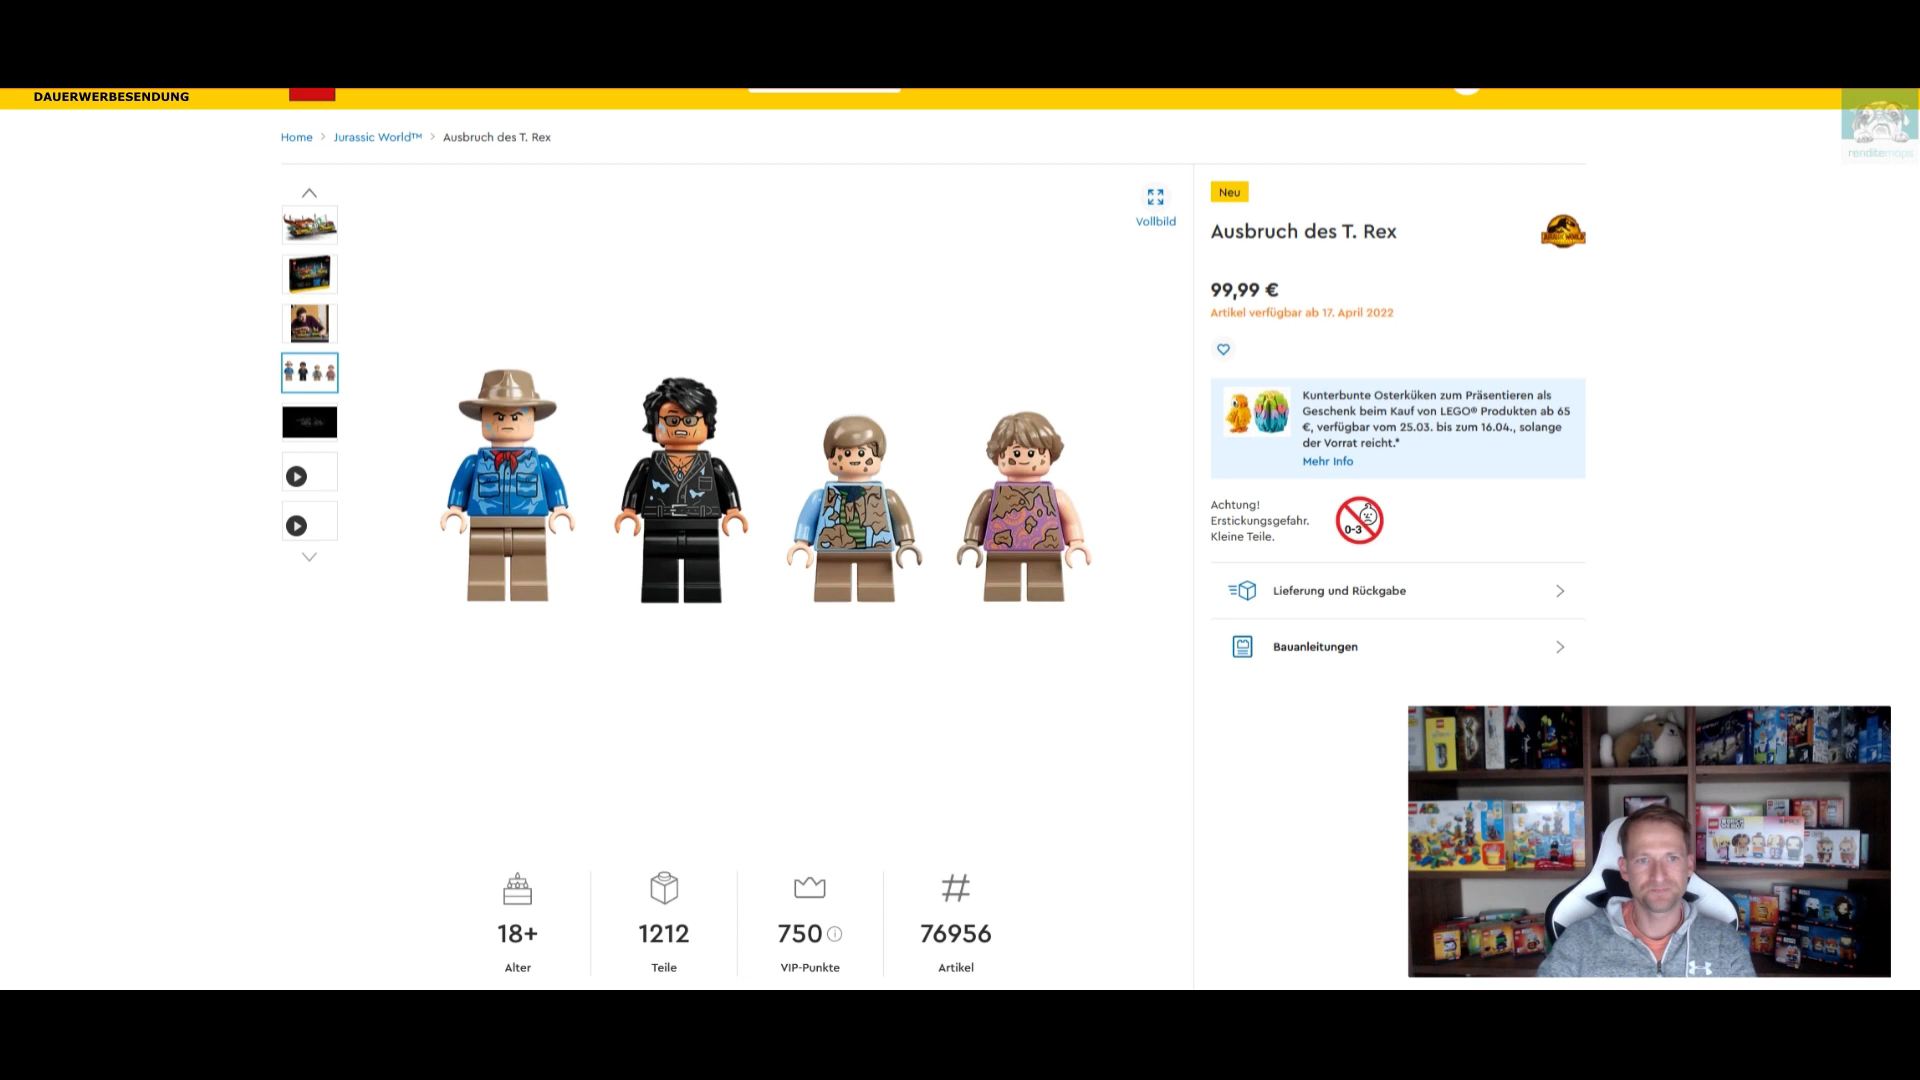 DAUERWERBESENDUNG
Home > Jurassic World™ > Ausbruch des T. Rex
renditemops
Vollbild
Neu
Ausbruch des T. Rex
99,99 €
Artikel verfügbar ab 17. April 2022
Kunterbunte Osterküken zum Präsentieren als
Geschenk beim Kauf von LEGO® Produkten ab 65
€, verfügbar vom 25.03. bis zum 16.04., solange
der Vorrat reicht.*
Mehr Info
Achtung!
Erstickungsgefahr.
Kleine Teile.
0-3
Lieferung und Rückgabe
Bauanleitungen
18+
Alter
1212
Teile
750
VIP-Punkte
#
76956
Artikel